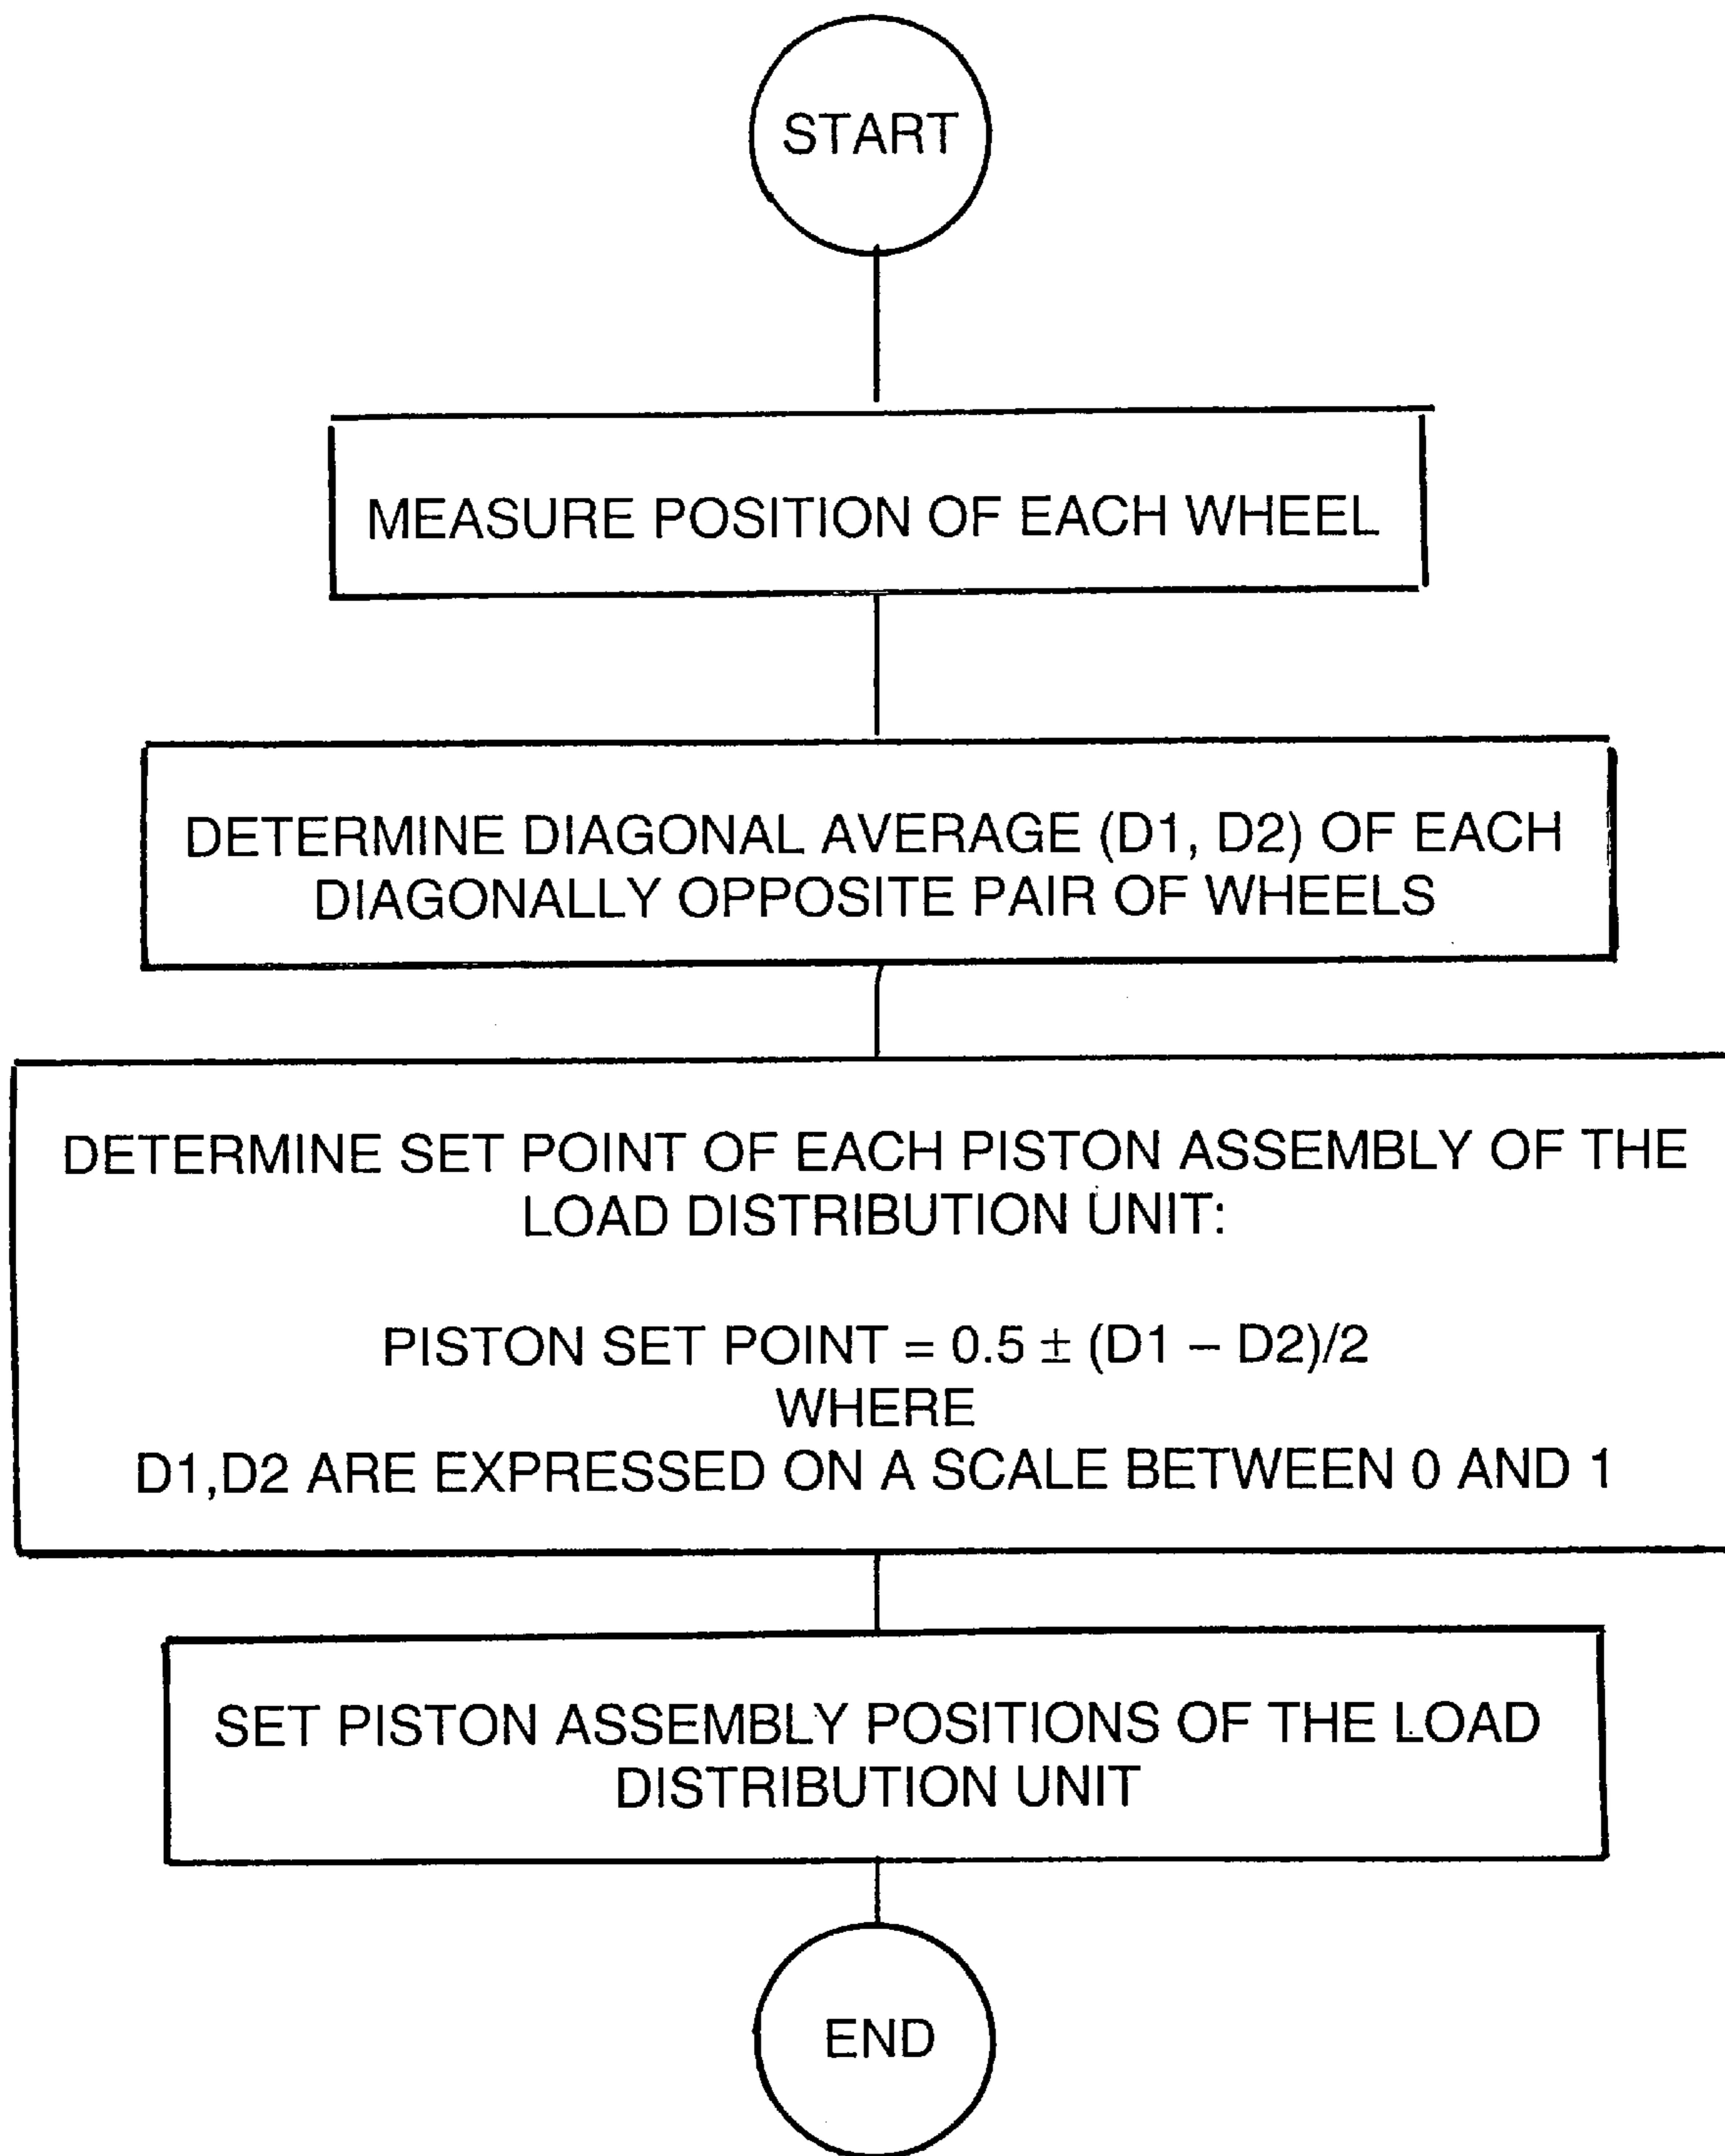 START
MEASURE POSITION OF EACH WHEEL
DETERMINE DIAGONAL AVERAGE (D1, D2) OF EACH
DIAGONALLY OPPOSITE PAIR OF WHEELS
DETERMINE SET POINT OF EACH PISTON ASSEMBLY OF THE
LOAD DISTRIBUTION UNIT:
PISTON SET POINT = 0.5 ± (D1 – D2)/2
WHERE
D1,D2 ARE EXPRESSED ON A SCALE BETWEEN 0 AND 1
SET PISTON ASSEMBLY POSITIONS OF THE LOAD
DISTRIBUTION UNIT
END